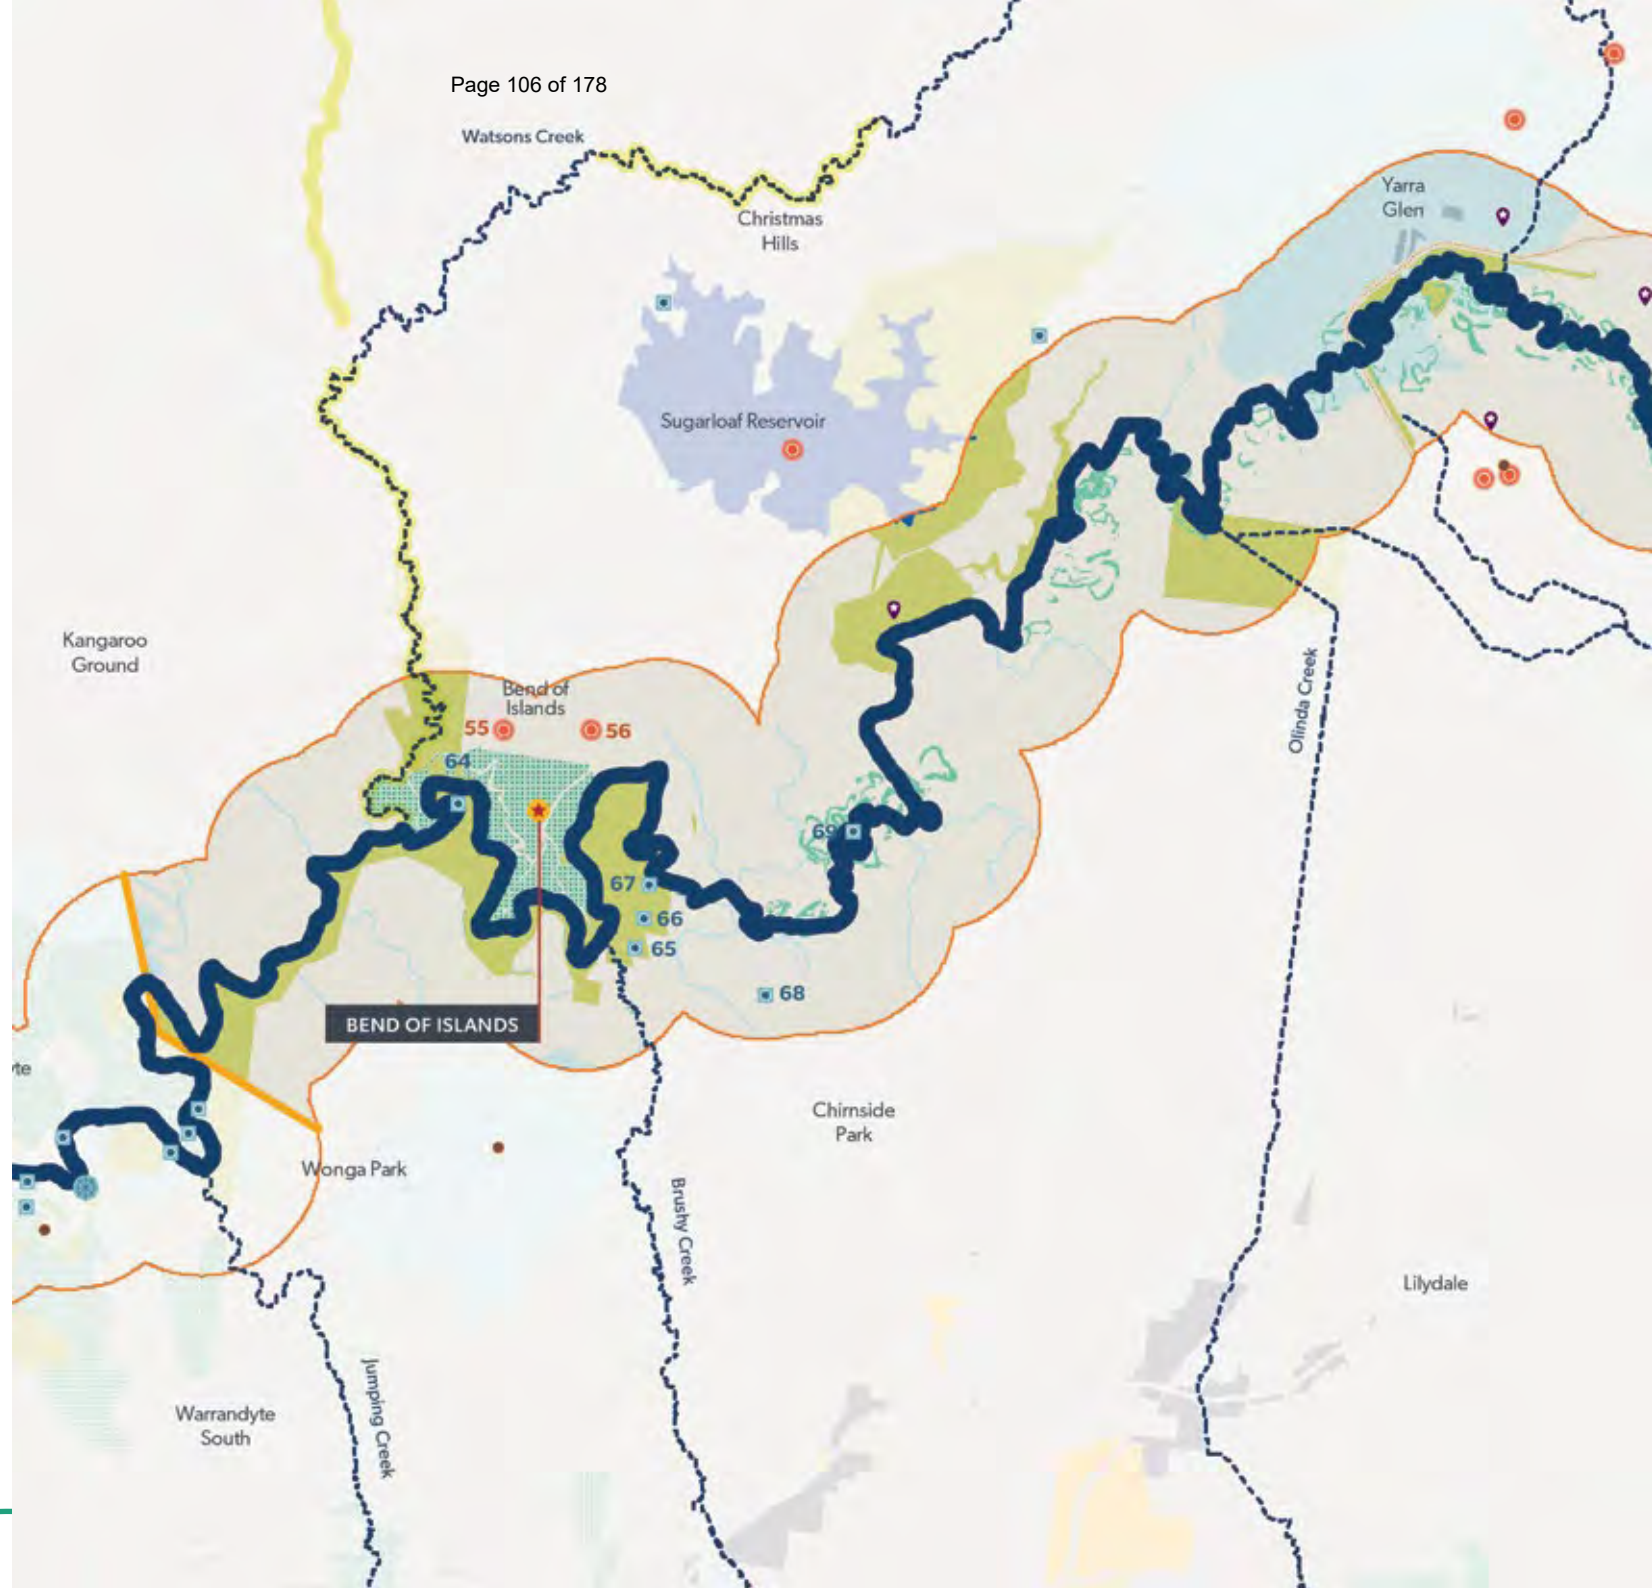 Page 106 of 178
Watsons Creek
Christmas
Hills
Yarra
Glen
Sugarloaf Reservoir
Kangaroo
Ground
Bend of
Islands
55
56
64
69
67
66
65
68
BEND OF ISLANDS
Olinda Creek
yte
Chirnside
Park
Wonga Park
Brushy Creek
Lilydale
Jumping Creek
Warrandyte
South